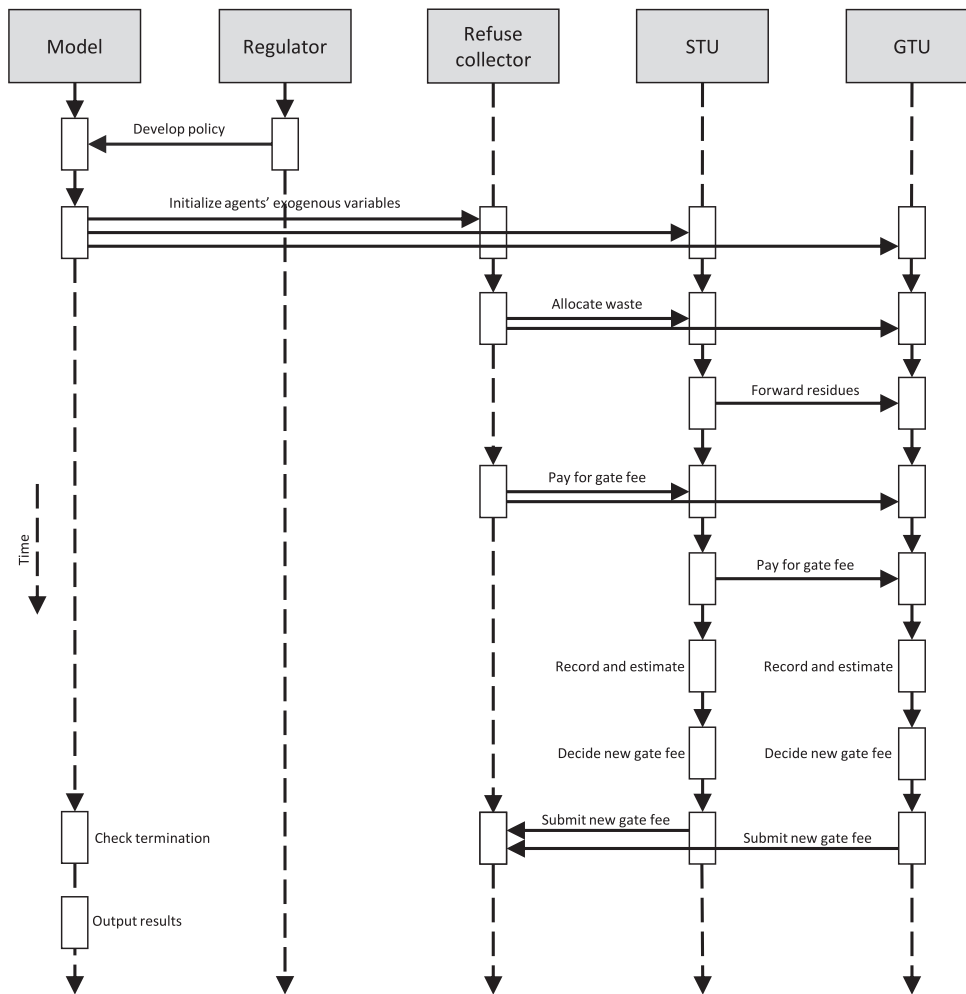 Model
Regulator
Refuse
collector
STU
GTU
Develop policy
Initialize agents’ exogenous variables
Allocate waste
Forward residues
Pay for gate fee
Time
Pay for gate fee
Record and estimate
Record and estimate
Decide new gate fee
Decide new gate fee
Submit new gate fee
Check termination
Submit new gate fee
Output results